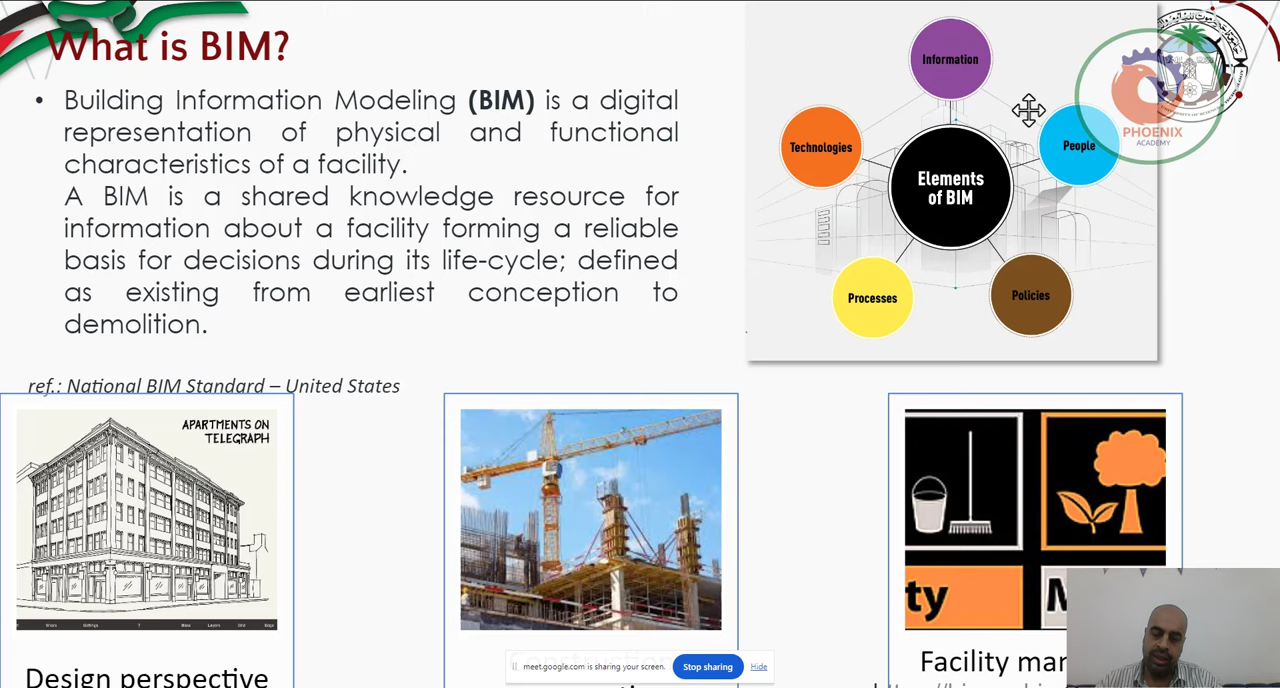 What is BIM?
• Building Information Modeling (BIM) is a digital
representation of physical and functional
characteristics of a facility.
A BIM is a shared knowledge resource for
information about a facility forming a reliable
basis for decisions during its life-cycle; defined
as existing from earliest conception to
demolition.
ref.: National BIM Standard – United States
Information
Technologies
People
Elements
of BIM
Processes
Policies
PHOENIX
ACADEMY
APARTMENTS ON
TELEGRAPH
ty
M
Design perspective
Construction
Facility mar
meet.google.com is sharing your screen.
Stop sharing
Hide